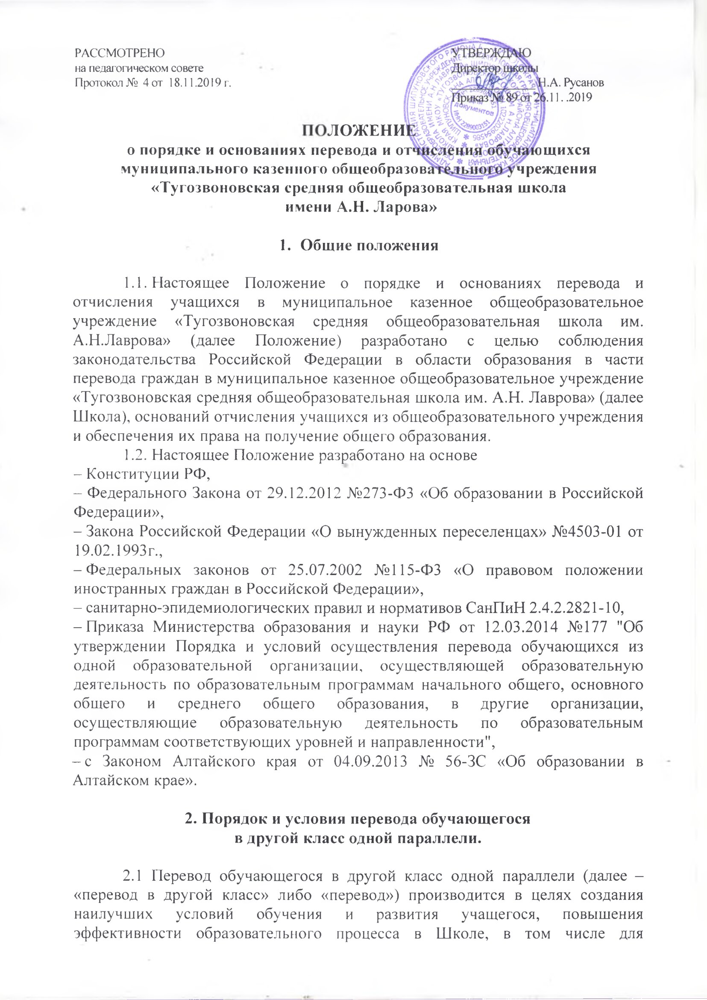 РАССМОТРЕНО
на педагогическом совете
Протокол № 4 от 18.11.2019 г.
УТВЕРЖДАЮ
Директор школы
Н.А. Русанов
Приказ № 89 от 26.11. .2019
для
документов
ИНН 2289003151
ПОЛОЖЕНИЕ
о порядке и основаниях перевода и отчисления обучающихся
муниципального казенного общеобразовательного учреждения
«Тугозвоновская средняя общеобразовательная школа
имени А.Н. Ларова»
1. Общие положения
1.1. Настоящее Положение о порядке и основаниях перевода и
отчисления учащихся в муниципальное казенное общеобразовательное
учреждение «Тугозвоновская средняя общеобразовательная школа им.
А.Н.Лаврова» (далее Положение) разработано с целью соблюдения
законодательства Российской Федерации в области образования в части
перевода граждан в муниципальное казенное общеобразовательное учреждение
«Тугозвоновская средняя общеобразовательная школа им. А.Н. Лаврова» (далее
Школа), оснований отчисления учащихся из общеобразовательного учреждения
и обеспечения их права на получение общего образования.
1.2. Настоящее Положение разработано на основе
– Конституции РФ,
– Федерального Закона от 29.12.2012 №273-ФЗ «Об образовании в Российской
Федерации»,
– Закона Российской Федерации «О вынужденных переселенцах» №4503-01 от
19.02.1993г.,
– Федеральных законов от 25.07.2002 №115-ФЗ «О правовом положении
иностранных граждан в Российской Федерации»,
– санитарно-эпидемиологических правил и нормативов СанПиН 2.4.2.2821-10,
– Приказа Министерства образования и науки РФ от 12.03.2014 №177 "Об
утверждении Порядка и условий осуществления перевода обучающихся из
одной образовательной организации, осуществляющей образовательную
деятельность по образовательным программам начального общего, основного
общего и среднего общего образования, в другие организации,
осуществляющие образовательную деятельность по образовательным
программам соответствующих уровней и направленности",
– с Законом Алтайского края от 04.09.2013 № 56-ЗС «Об образовании в
Алтайском крае».
2. Порядок и условия перевода обучающегося
в другой класс одной параллели.
2.1 Перевод обучающегося в другой класс одной параллели (далее –
«перевод в другой класс» либо «перевод») производится в целях создания
наилучших условий обучения и развития учащегося, повышения
эффективности образовательного процесса в Школе, в том числе для